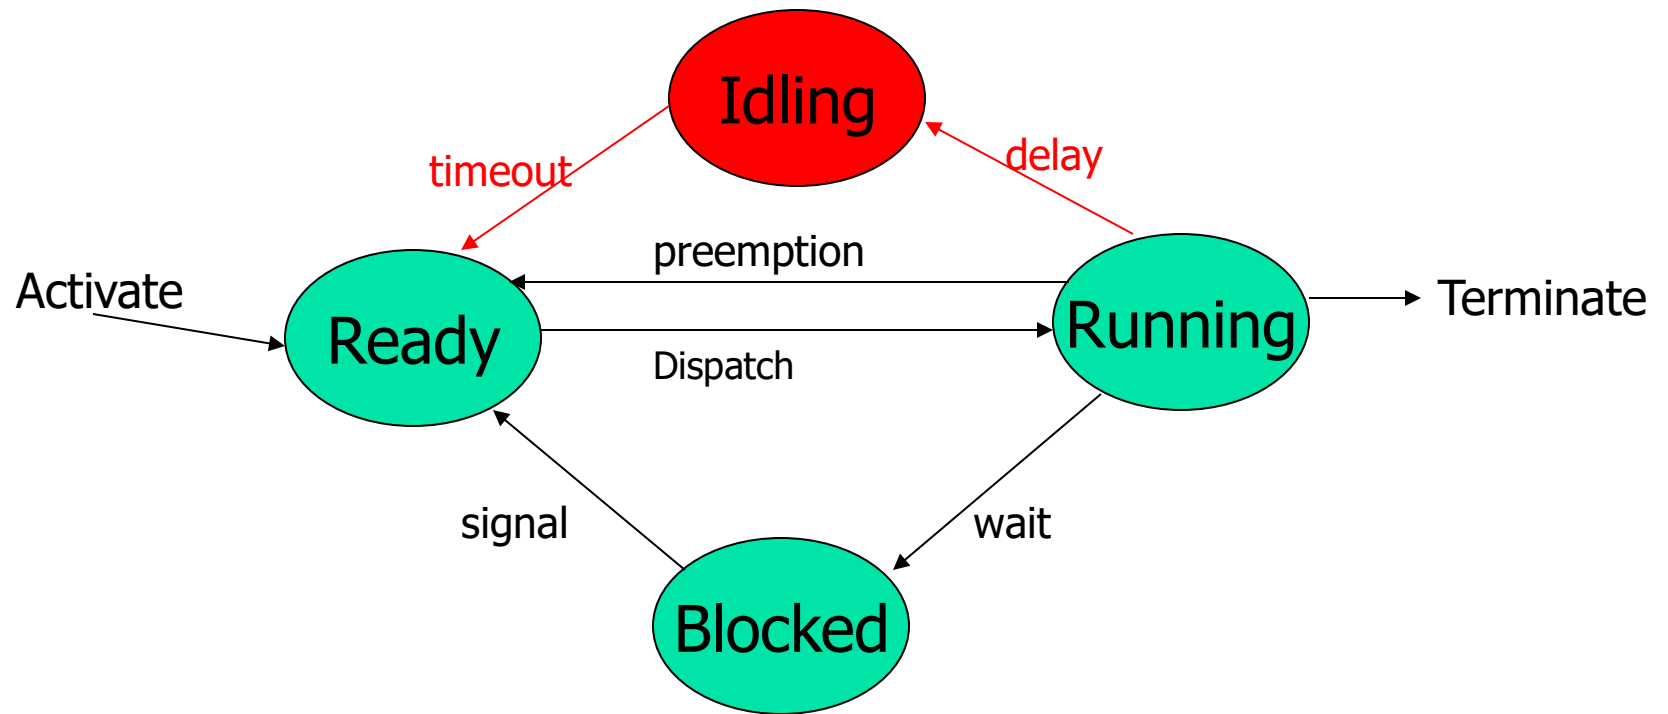 Idling
delay
timeout
preemption
Activate
Terminate
Running
Ready
Dispatch
signal
wait
Blocked